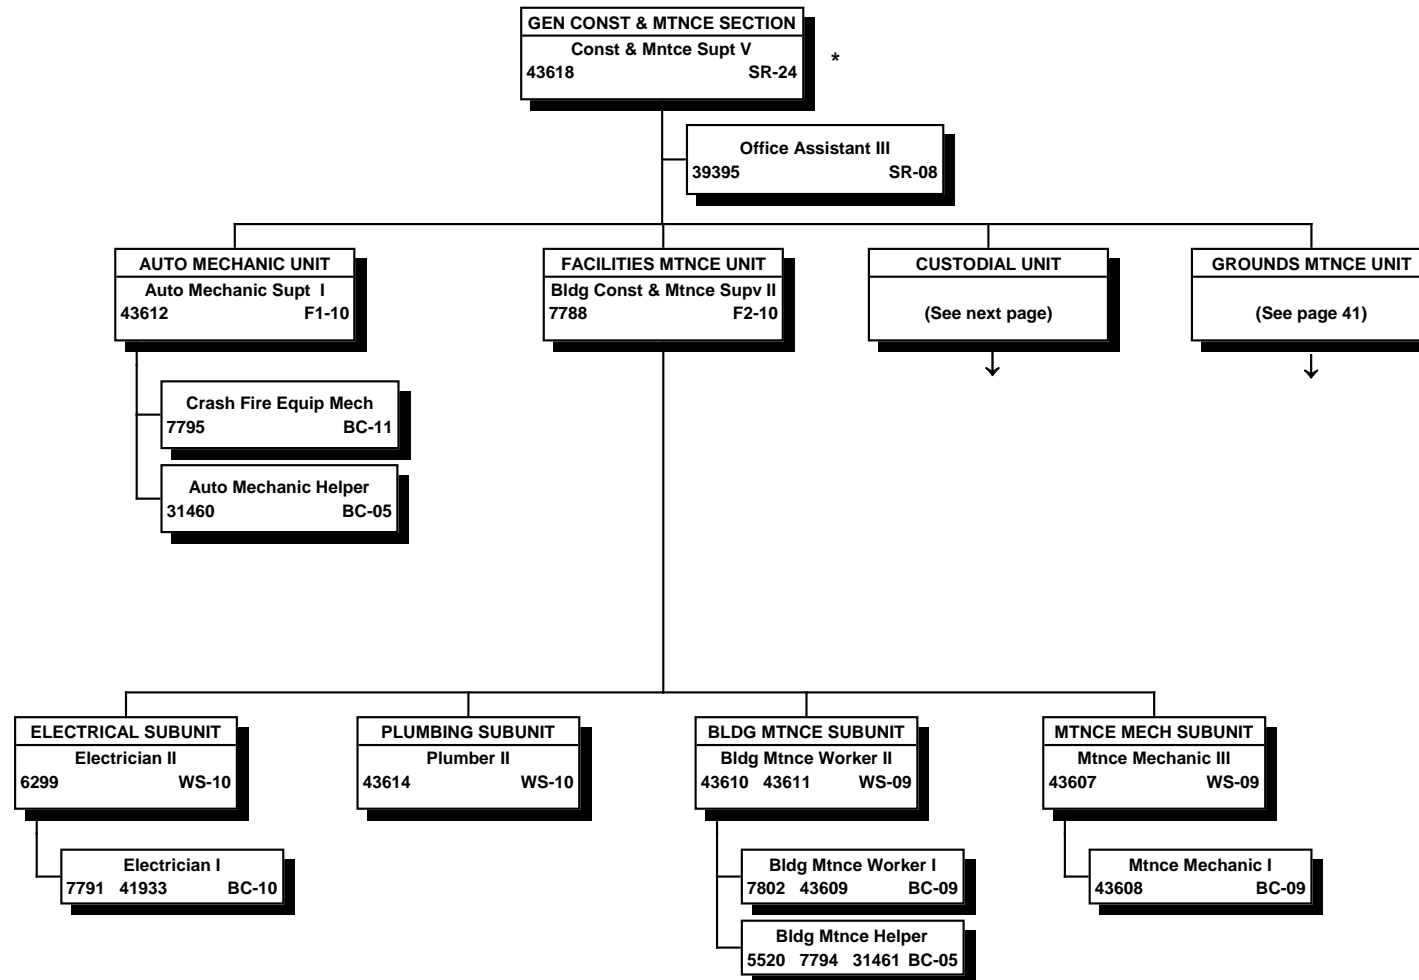 GEN CONST & MTNCE SECTION
Const & Mntce Supt V
43618 SR-24
*
Office Assistant III
39395 SR-08
AUTO MECHANIC UNIT
Auto Mechanic Supt I
43612 F1-10
FACILITIES MTNCE UNIT
Bldg Const & Mtnce Supv II
7788 F2-10
CUSTODIAL UNIT
(See next page)
GROUNDS MTNCE UNIT
(See page 41)
Crash Fire Equip Mech
7795 BC-11
Auto Mechanic Helper
31460 BC-05
ELECTRICAL SUBUNIT
Electrician II
6299 WS-10
PLUMBING SUBUNIT
Plumber II
43614 WS-10
BLDG MTNCE SUBUNIT
Bldg Mtnce Worker II
43610 43611 WS-09
MTNCE MECH SUBUNIT
Mtnce Mechanic III
43607 WS-09
Electrician I
7791 41933 BC-10
Bldg Mtnce Worker I
7802 43609 BC-09
Mtnce Mechanic I
43608 BC-09
Bldg Mtnce Helper
5520 7794 31461 BC-05